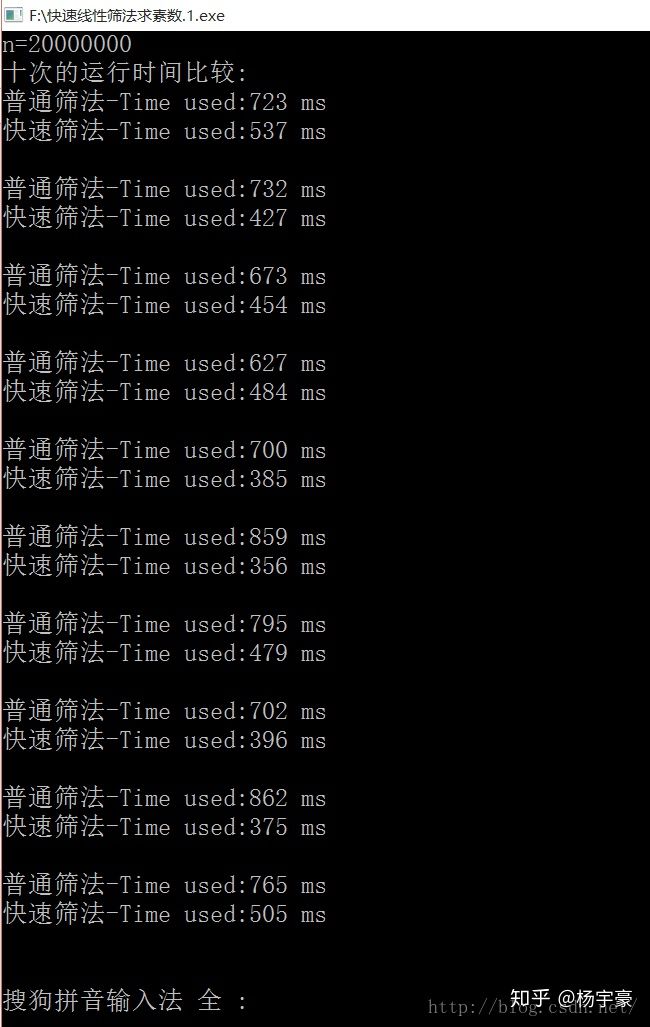 F:\快速线性筛法求素数.1.exe
n=20000000
十次的运行时间比较:
普通筛法-Time used:723 ms
快速筛法-Time used:537 ms
普通筛法-Time used:732 ms
快速筛法-Time used:427 ms
普通筛法-Time used:673 ms
快速筛法-Time used:454 ms
普通筛法-Time used:627 ms
快速筛法-Time used:484 ms
普通筛法-Time used:700 ms
快速筛法-Time used:385 ms
普通筛法-Time used:859 ms
快速筛法-Time used:356 ms
普通筛法-Time used:795 ms
快速筛法-Time used:479 ms
普通筛法-Time used:702 ms
快速筛法-Time used:396 ms
普通筛法-Time used:862 ms
快速筛法-Time used:375 ms
普通筛法-Time used:765 ms
快速筛法-Time used:505 ms
搜狗拼音输入法 全 :
http://blog.csdn.net/
知乎 @杨宇豪